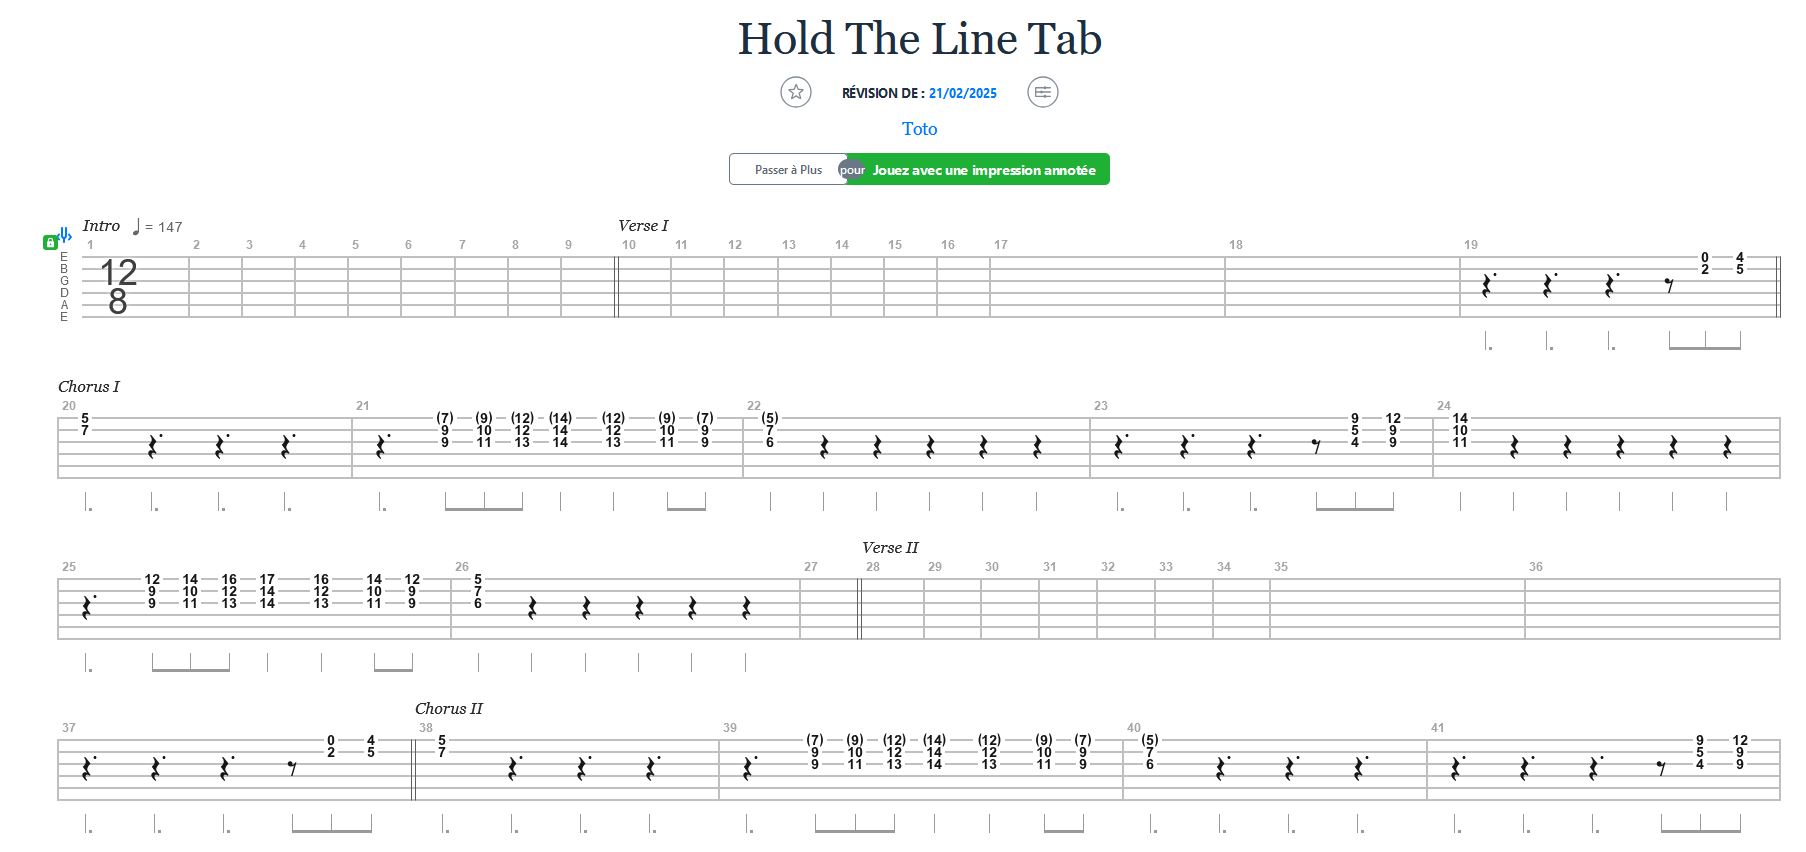 Hold The Line Tab
RÉVISION DE : 21/02/2025
Toto
Passer à Plus pour Jouez avec une impression annotée
Intro = 147 Verse I
1 2 3 4 5 6 7 8 9 10 11 12 13 14 15 16 17 18 19
E 0 4
B 12 2 5
G
D 8
A
E
Chorus I
20 21 22 23 24
5 (7) (9) (12) (14) (12) (9) (7) (5) 9 12 14
7 9 10 12 14 12 10 9 7 5 9 10
9 11 13 14 13 11 9 6 4 9 11
Verse II
25 26 27 28 29 30 31 32 33 34 35 36
12 14 16 17 16 14 12 5
9 10 12 14 12 10 9 7
9 11 13 14 13 11 9 6
Chorus II
37 38 39 40 41
0 4 5 (7) (9) (12) (14) (12) (9) (7) (5) 9 12
2 5 7 9 10 12 14 12 10 9 7 5 9
9 11 13 14 13 11 9 6 4 9